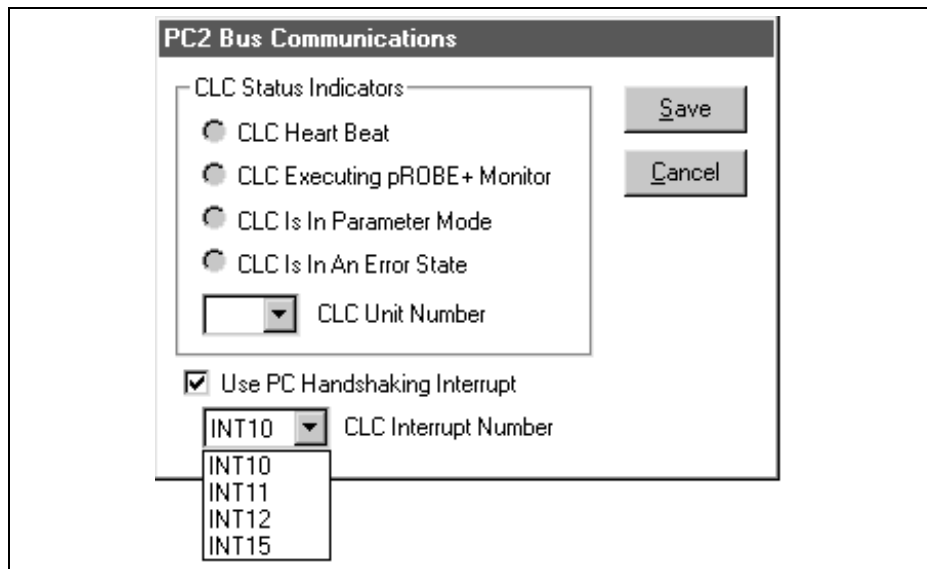 PC2 Bus Communications
CLC Status Indicators
CLC Heart Beat
CLC Executing pROBE+ Monitor
CLC Is In Parameter Mode
CLC Is In An Error State
CLC Unit Number
Save
Cancel
Use PC Handshaking Interrupt
INT10 CLC Interrupt Number
INT10
INT11
INT12
INT15